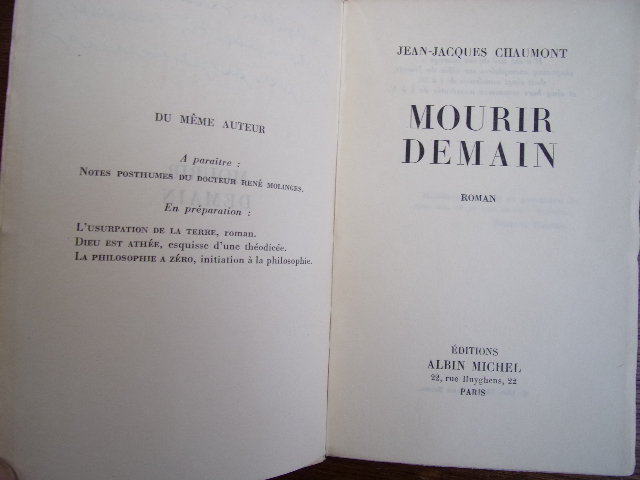 DU MÊME AUTEUR
A paraître :
NOTES POSTHUMES DU DOCTEUR RENÉ MOLINGES.
En préparation :
L'USURPATION DE LA TERRE, roman.
DIEU EST ATHÉE, esquisse d'une théodicée.
LA PHILOSOPHIE A ZÉRO, initiation à la philosophie.
JEAN-JACQUES CHAUMONT
MOURIR
DEMAIN
ROMAN
ÉDITIONS
ALBIN MICHEL
22, rue Huyghens, 22
PARIS